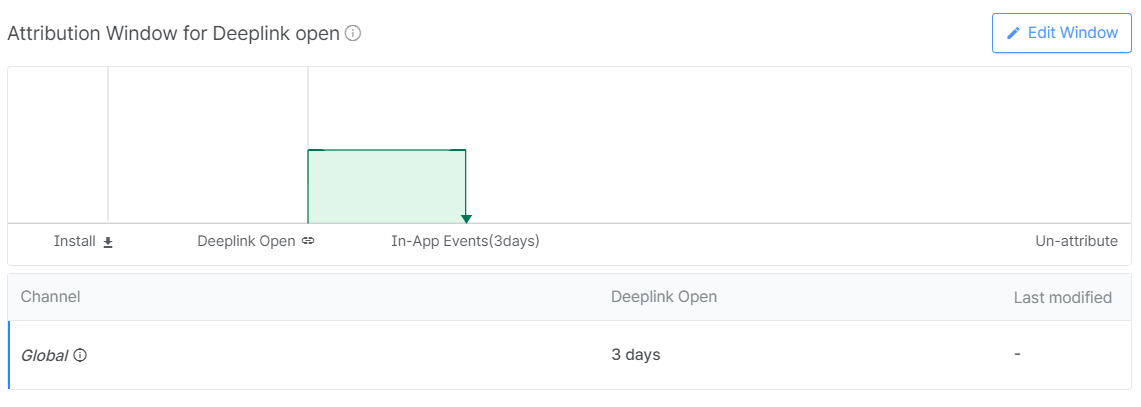 Attribution Window for Deeplink open
Edit Window
Install
Deeplink Open
In-App Events(3days)
Un-attribute
Channel
Deeplink Open
Last modified
Global
3 days
-